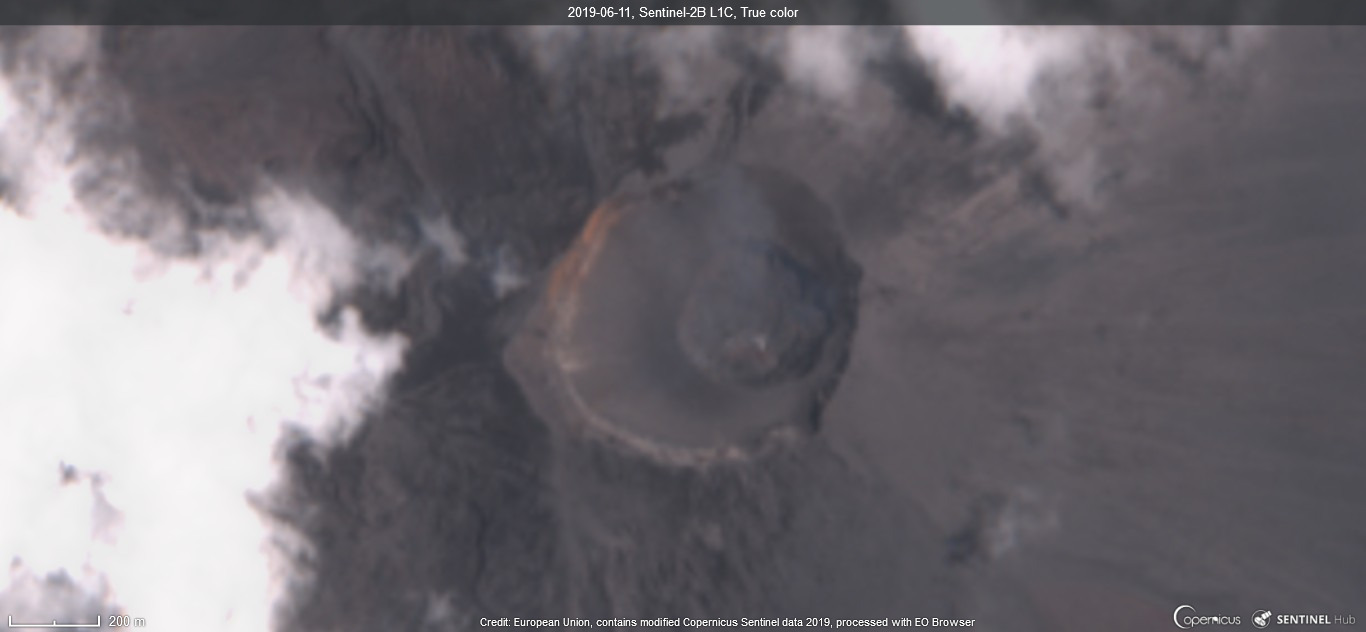 2019-06-11, Sentinel-2B L1C, True color
200 m
Credit: European Union, contains modified Copernicus Sentinel data 2019, processed with EO Browser
Copernicus
SENTINEL Hub